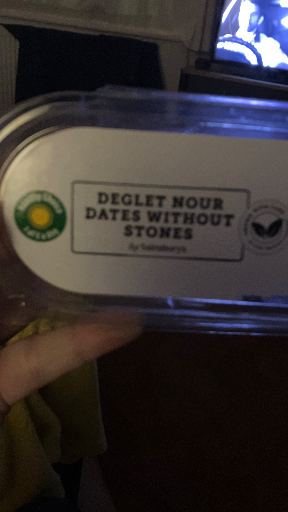 DEGLET NOUR
DATES WITHOUT
STONES
by Sainsbury's